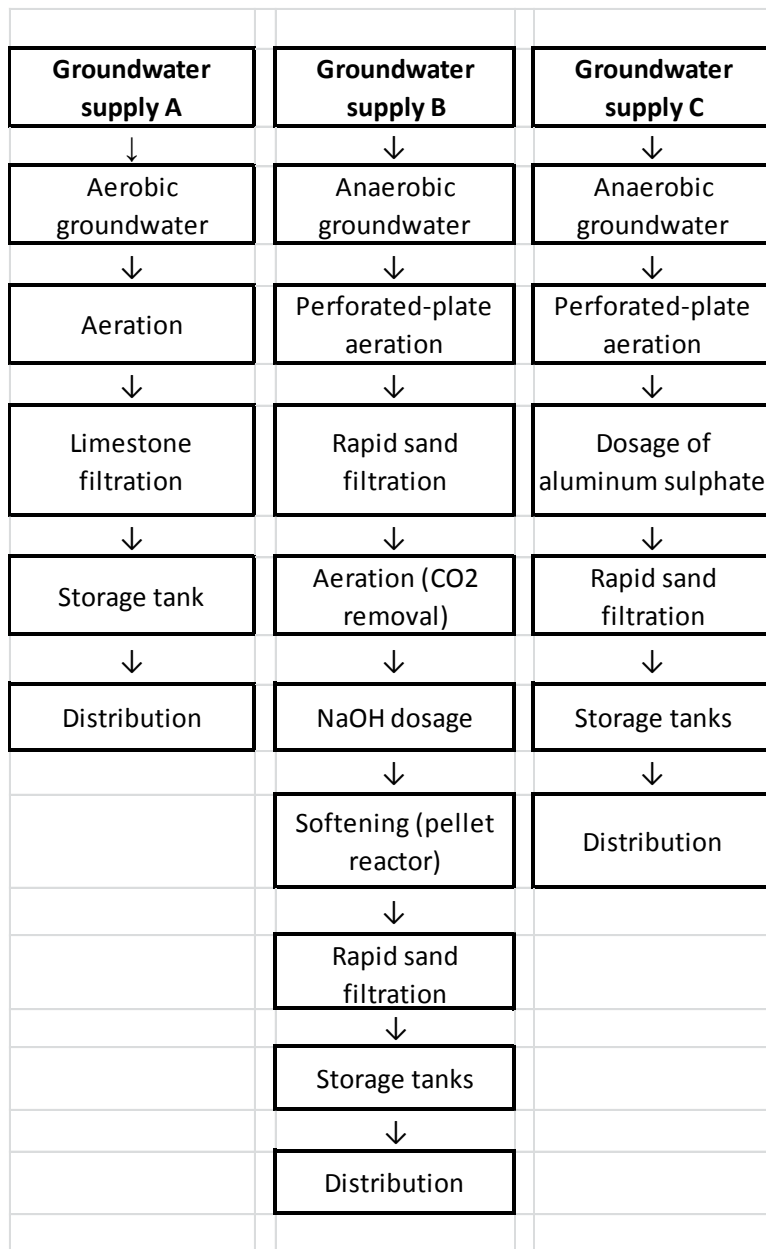 Groundwater
supply A
↓
Aerobic
groundwater
↓
Aeration
↓
Limestone
filtration
↓
Storage tank
↓
Distribution
Groundwater
supply B
↓
Anaerobic
groundwater
↓
Perforated-plate
aeration
↓
Rapid sand
filtration
↓
Aeration (CO2
removal)
↓
NaOH dosage
↓
Softening (pellet
reactor)
↓
Rapid sand
filtration
↓
Storage tanks
↓
Distribution
Groundwater
supply C
↓
Anaerobic
groundwater
↓
Perforated-plate
aeration
↓
Dosage of
aluminum sulphate
↓
Rapid sand
filtration
↓
Storage tanks
↓
Distribution